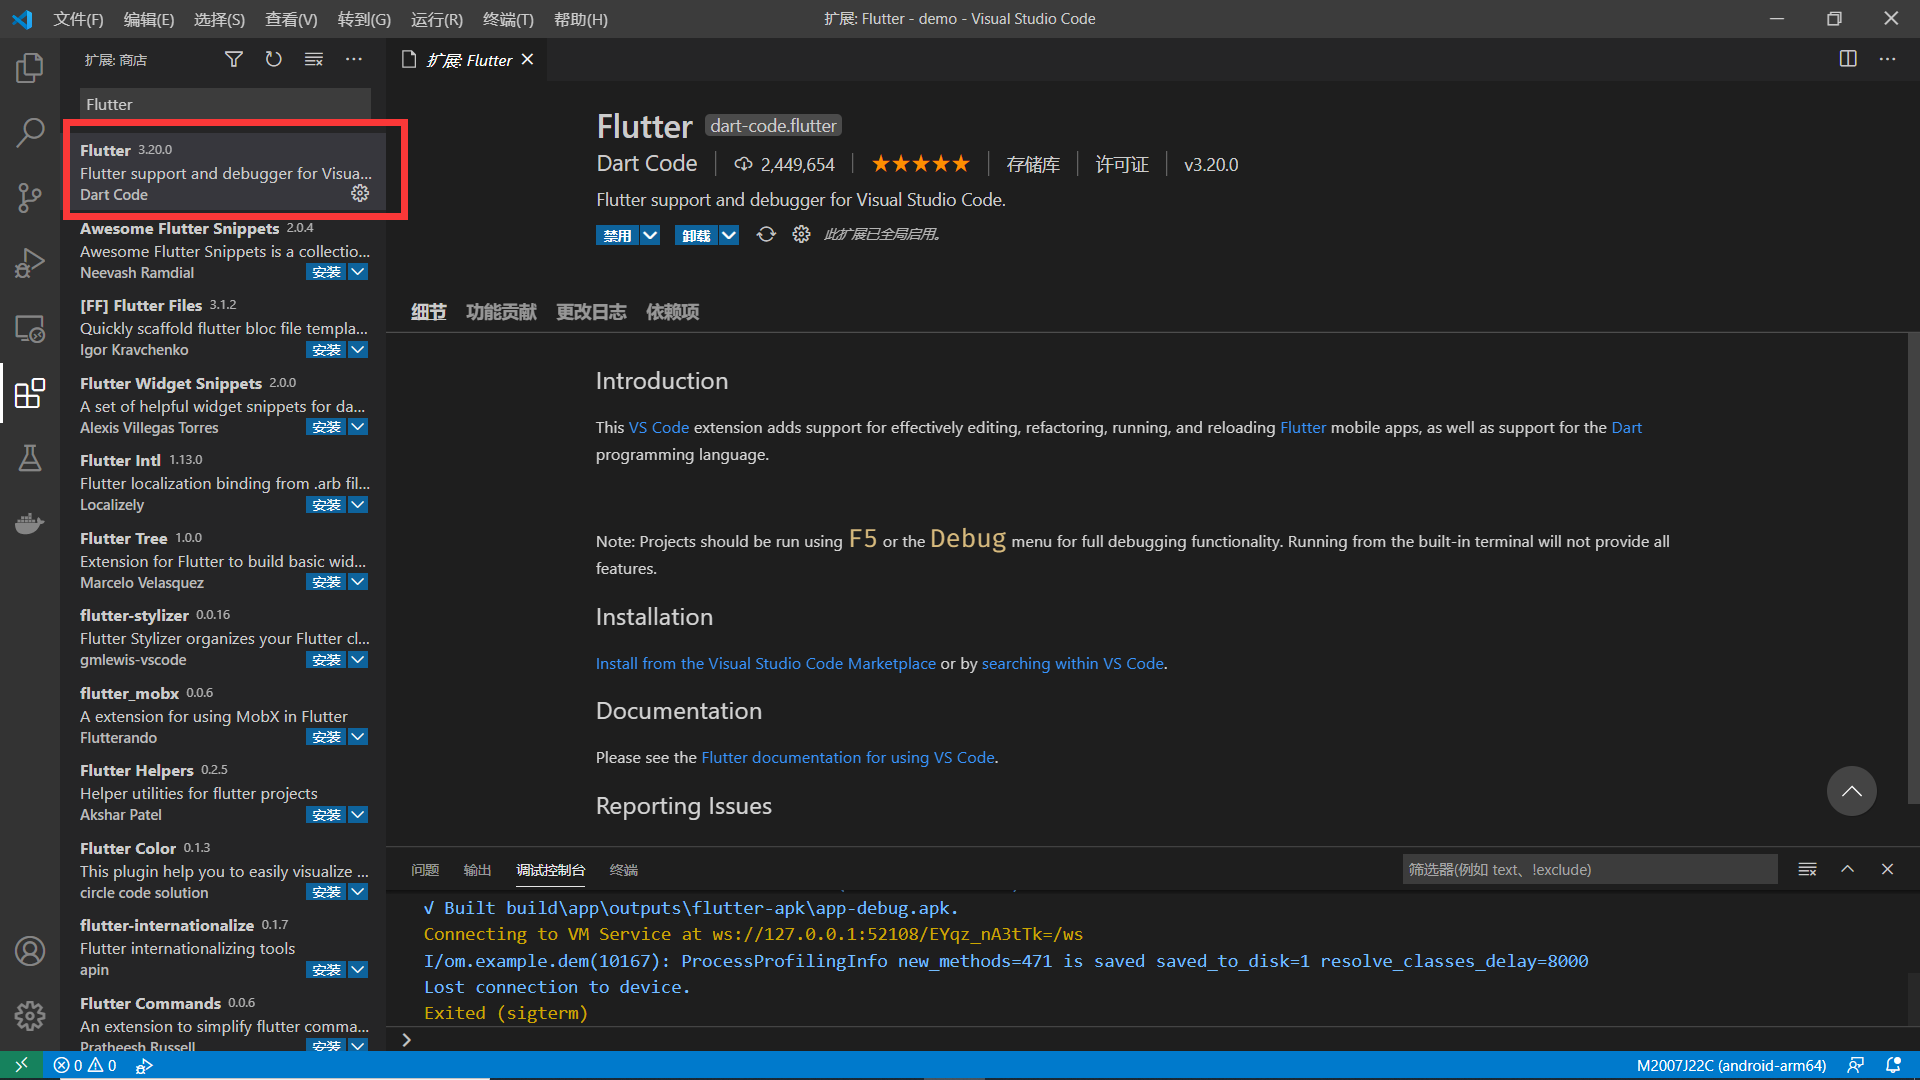 文件(F) 编辑(E) 选择(S) 查看(V) 转到(G) 运行(R) 终端(T) 帮助(H)
扩展: Flutter - demo - Visual Studio Code
扩展: 商店
Flutter
Flutter 3.20.0
Flutter support and debugger for Visua...
Dart Code
Awesome Flutter Snippets 2.0.4
Awesome Flutter Snippets is a collectio...
Neevash Ramdial 安装
[FF] Flutter Files 3.1.2
Quickly scaffold flutter bloc file templa...
Igor Kravchenko 安装
Flutter Widget Snippets 2.0.0
A set of helpful widget snippets for da...
Alexis Villegas Torres 安装
Flutter Intl 1.13.0
Flutter localization binding from .arb fil...
Localizely 安装
Flutter Tree 1.0.0
Extension for Flutter to build basic wid...
Marcelo Velasquez 安装
flutter-stylizer 0.0.16
Flutter Stylizer organizes your Flutter cl...
gmlewis-vscode 安装
flutter_mobx 0.0.6
A extension for using MobX in Flutter
Flutterando 安装
Flutter Helpers 0.2.5
Helper utilities for flutter projects
Akshar Patel 安装
Flutter Color 0.1.3
This plugin help you to easily visualize ...
circle code solution 安装
flutter-internationalize 0.1.7
Flutter internationalizing tools
apin 安装
Flutter Commands 0.0.6
An extension to simplify flutter comma...
Pratheesh Russell 安装
扩展: Flutter
Flutter dart-code.flutter
Dart Code 2,449,654 存储库 许可证 v3.20.0
Flutter support and debugger for Visual Studio Code.
禁用 卸载 此扩展已全局启用。
细节 功能贡献 更改日志 依赖项
Introduction
This VS Code extension adds support for effectively editing, refactoring, running, and reloading Flutter mobile apps, as well as support for the Dart
programming language.
Note: Projects should be run using F5 or the Debug menu for full debugging functionality. Running from the built-in terminal will not provide all
features.
Installation
Install from the Visual Studio Code Marketplace or by searching within VS Code.
Documentation
Please see the Flutter documentation for using VS Code.
Reporting Issues
问题 输出 调试控制台 终端
筛选器(例如 text、!exclude)
√ Built build\app\outputs\flutter-apk\app-debug.apk.
Connecting to VM Service at ws://127.0.0.1:52108/EYqz_nA3tTk=/ws
I/om.example.dem(10167): ProcessProfilingInfo new_methods=471 is saved saved_to_disk=1 resolve_classes_delay=8000
Lost connection to device.
Exited (sigterm)
0 0
M2007J22C (android-arm64)